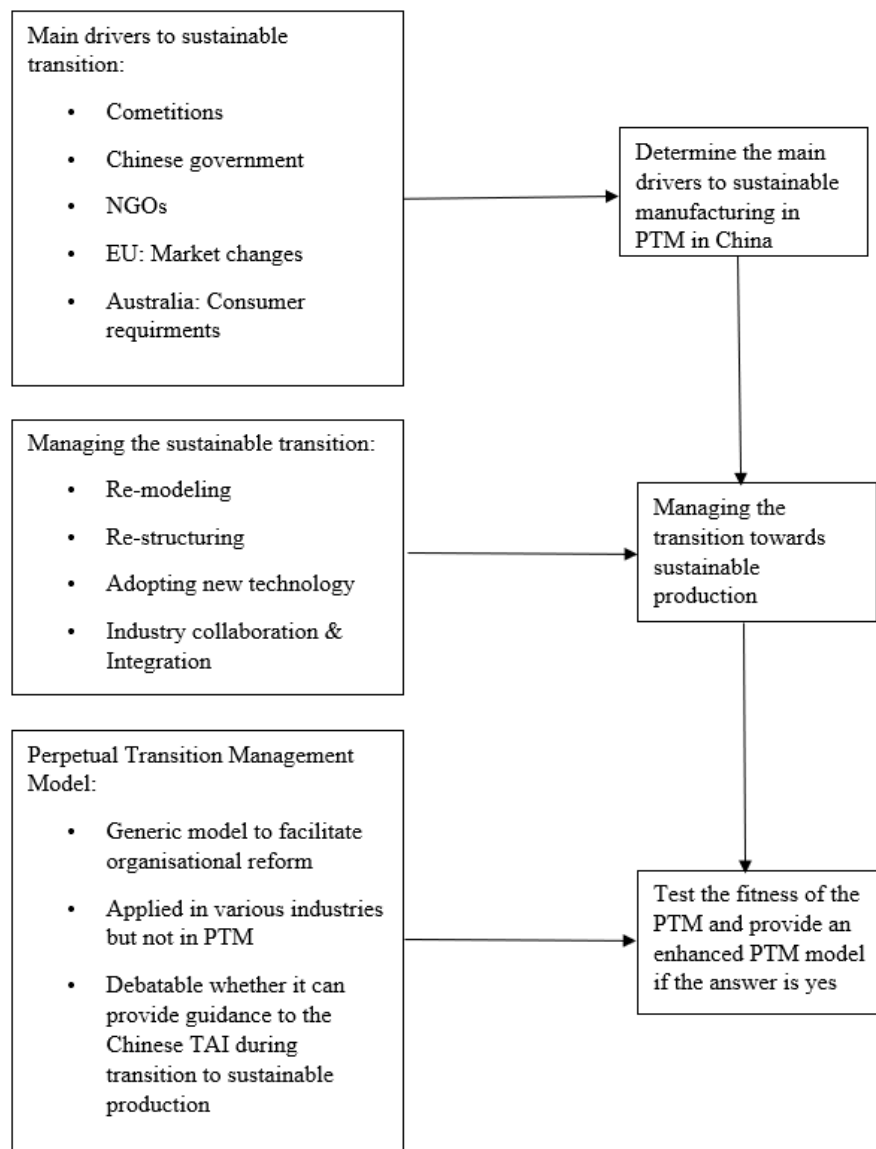 Main drivers to sustainable
transition:
• Cometitions
• Chinese government
• NGOs
• EU: Market changes
• Australia: Consumer
requirments
Determine the main
drivers to sustainable
manufacturing in
PTM in China
Managing the sustainable transition:
• Re-modeling
• Re-structuring
• Adopting new technology
• Industry collaboration &
Integration
Managing the
transition towards
sustainable
production
Perpetual Transition Management
Model:
• Generic model to facilitate
organisational reform
• Applied in various industries
but not in PTM
• Debatable whether it can
provide guidance to the
Chinese TAI during
transition to sustainable
production
Test the fitness of the
PTM and provide an
enhanced PTM model
if the answer is yes